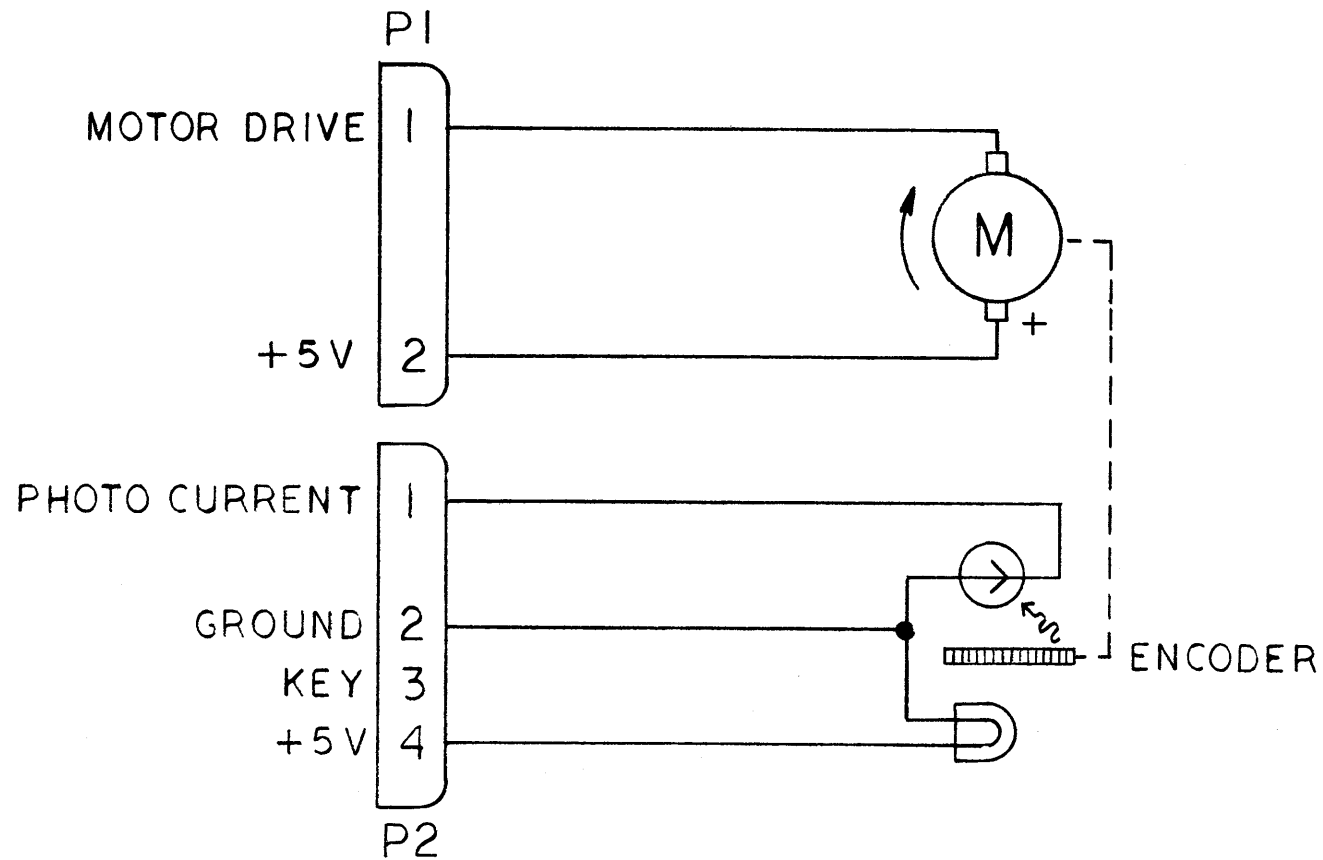 P1
MOTOR DRIVE 1
M
+
+5V 2
PHOTO CURRENT 1
GROUND 2
ENCODER
KEY 3
+5V 4
P2